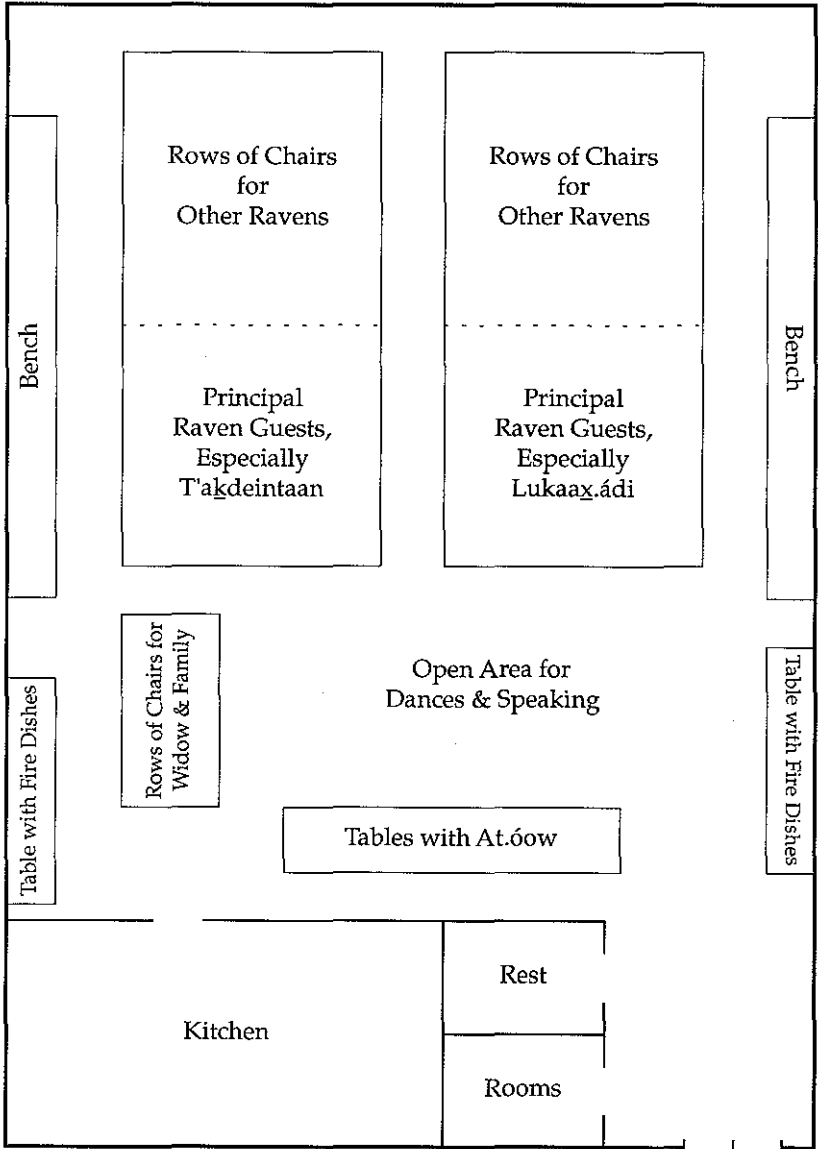 Rows of Chairs
for
Other Ravens
Rows of Chairs
for
Other Ravens
Bench
Bench
Principal
Raven Guests,
Especially
T'a<u>k</u>deintaan
Principal
Raven Guests,
Especially
Lukaa<u>x</u>.ádi
Rows of Chairs for
Widow & Family
Open Area for
Dances & Speaking
Table with Fire Dishes
Table with Fire Dishes
Tables with At.óow
Kitchen
Rest
Rooms